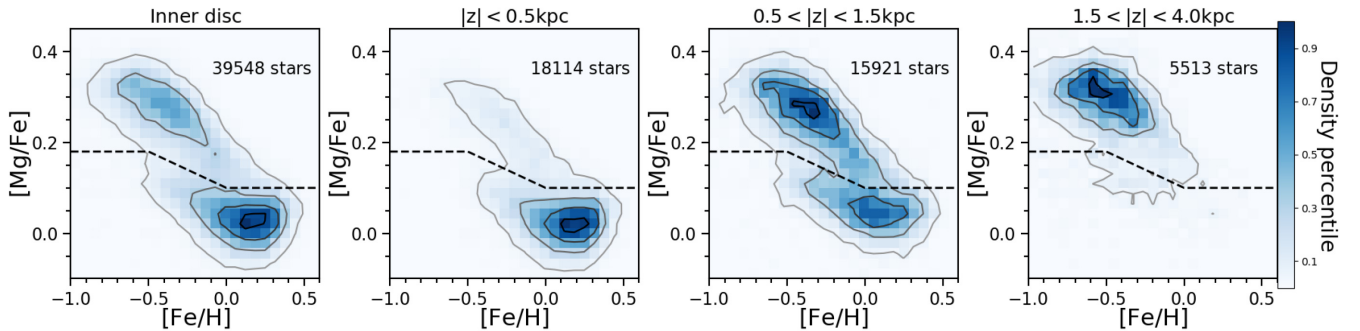 Inner disc
|z| < 0.5kpc
0.5 < |z| < 1.5kpc
1.5 < |z| < 4.0kpc
39548 stars
18114 stars
15921 stars
5513 stars
[Mg/Fe]
0.4
0.2
0.0
[Mg/Fe]
0.4
0.2
0.0
[Mg/Fe]
0.4
0.2
0.0
[Mg/Fe]
0.4
0.2
0.0
−1.0 −0.5 0.0 0.5
−1.0 −0.5 0.0 0.5
−1.0 −0.5 0.0 0.5
−1.0 −0.5 0.0 0.5
[Fe/H]
[Fe/H]
[Fe/H]
[Fe/H]
0.9
0.7
0.5
0.3
0.1
Density percentile